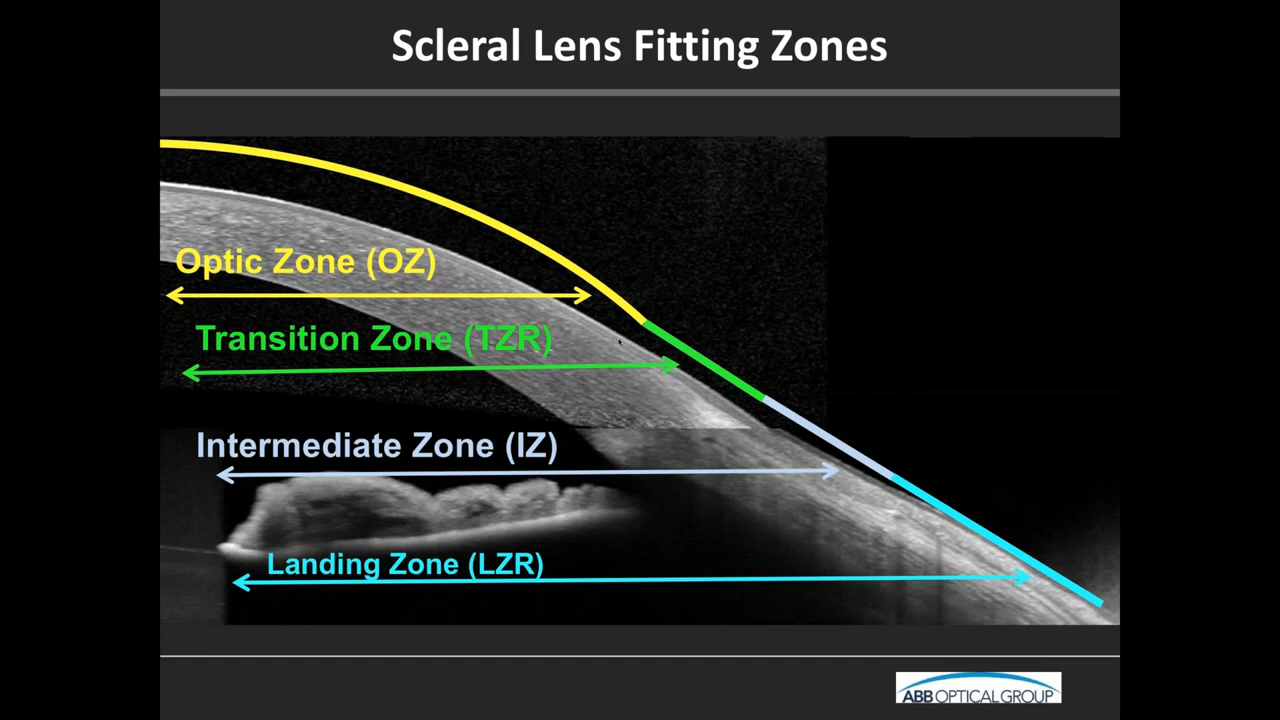 Scleral Lens Fitting Zones
Optic Zone (OZ)
Transition Zone (TZR)
Intermediate Zone (IZ)
Landing Zone (LZR)
ABB OPTICAL GROUP